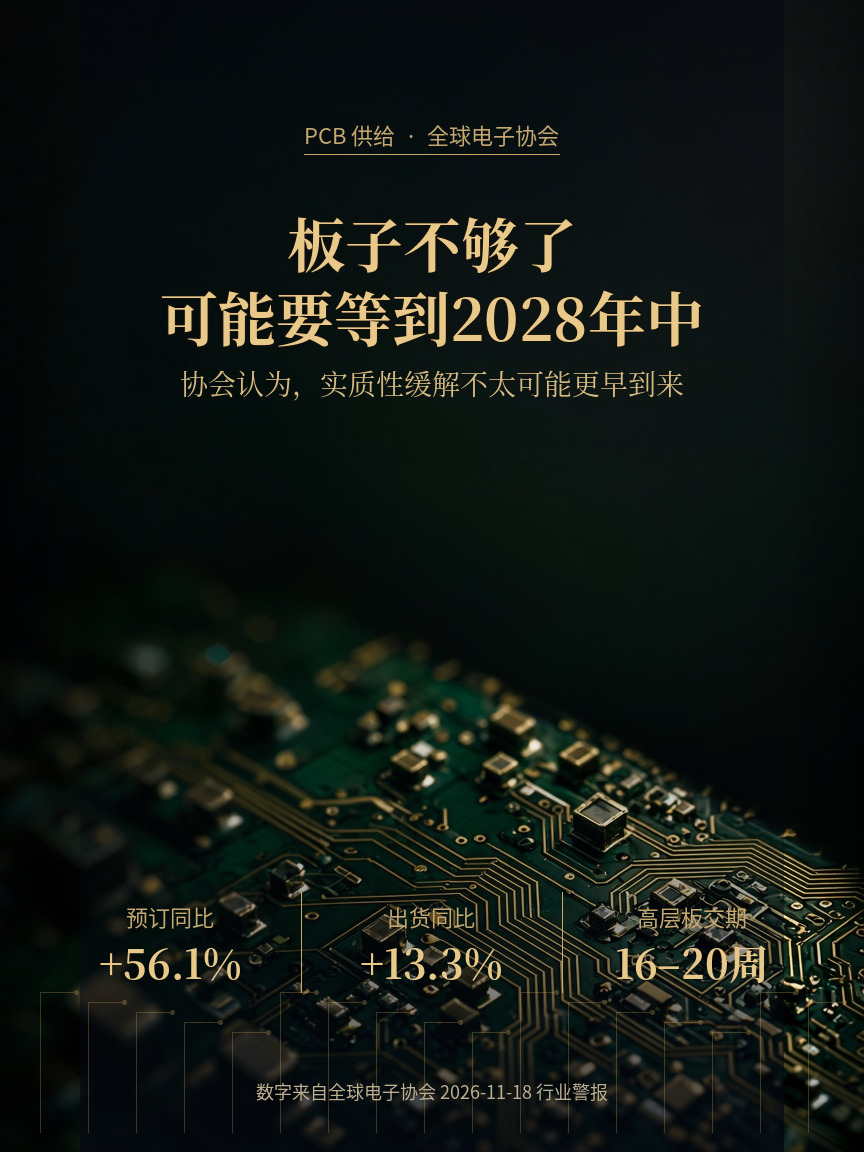 PCB 供给 · 全球电子协会
板子不够了
可能要等到2028年中
协会认为，实质性缓解不太可能更早到来
预订同比
+56.1%
出货同比
+13.3%
高层板交期
16–20周
数字来自全球电子协会 2026-11-18 行业警报